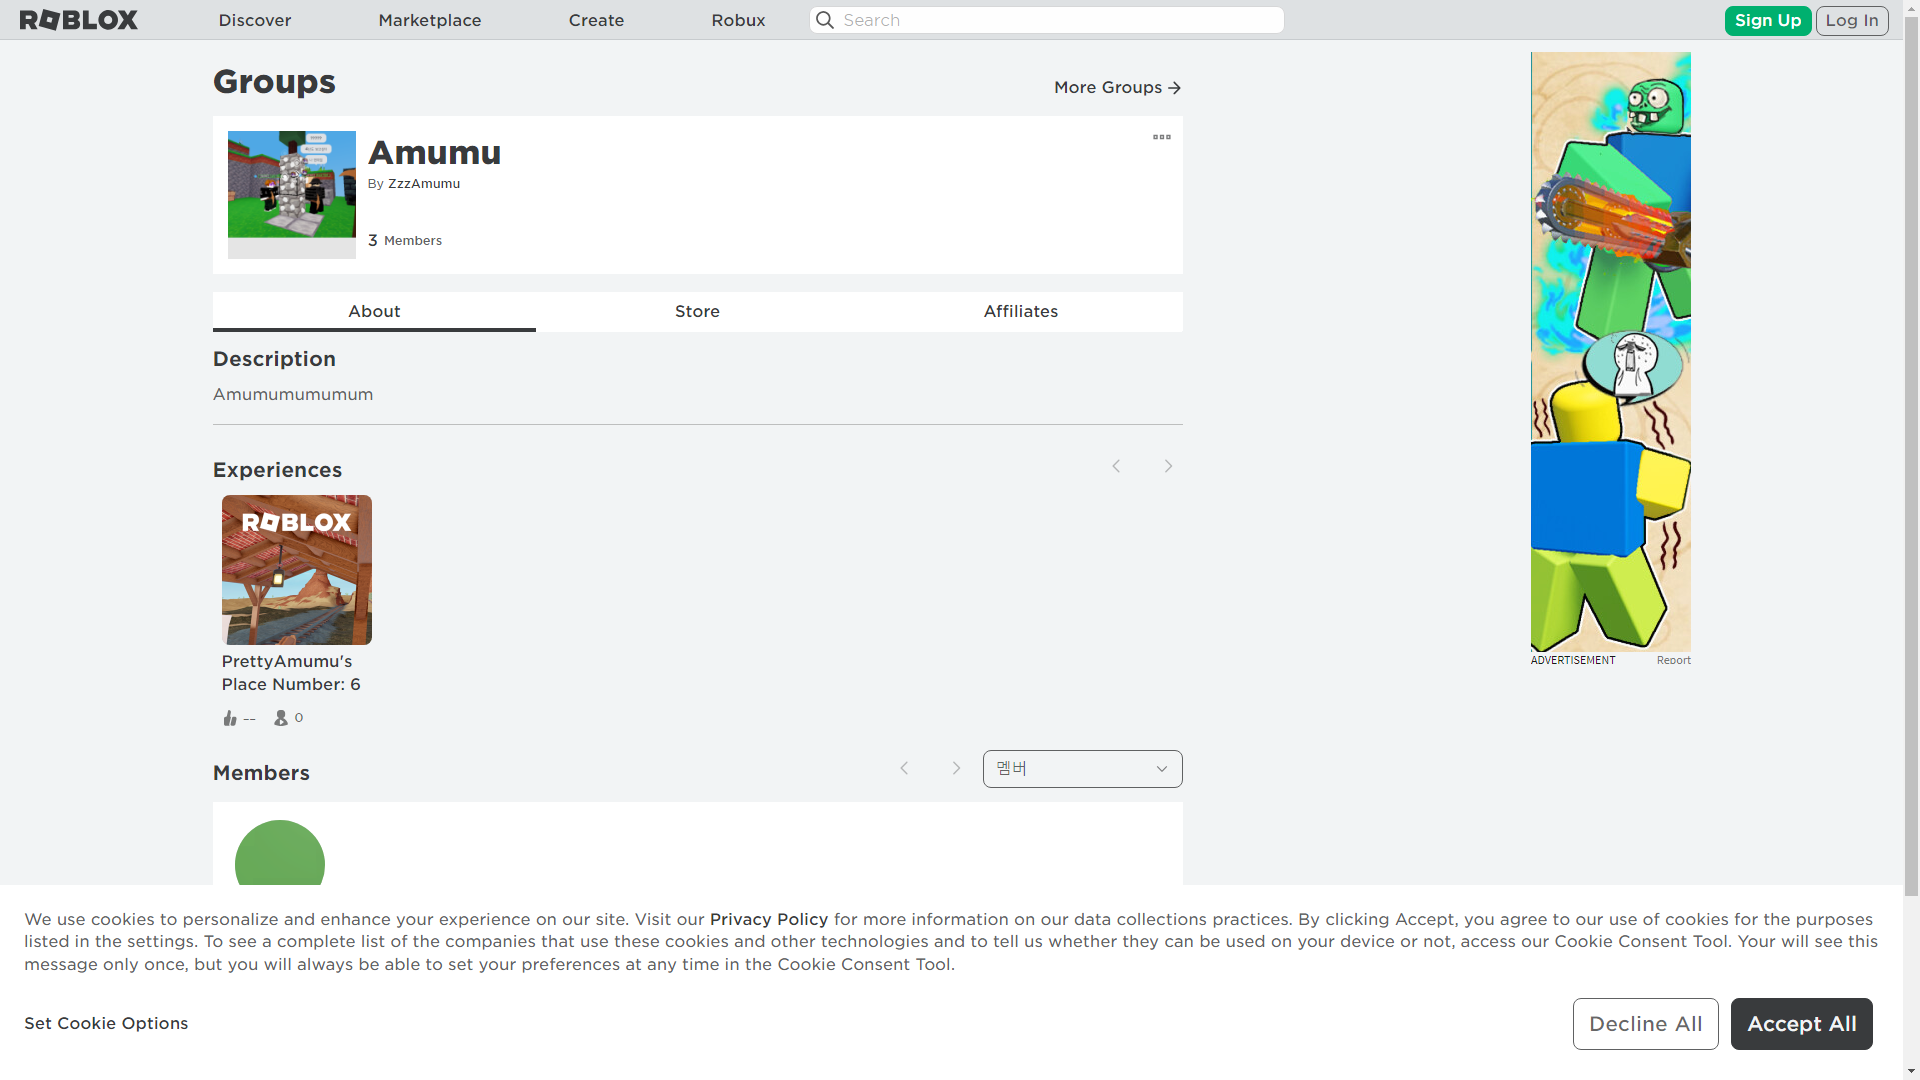 ROBLOX
Discover
Marketplace
Create
Robux
Search
Sign Up
Log In
Groups
More Groups
Amumu
By ZzzAmumu
3 Members
About
Store
Affiliates
Description
Amumumumumum
Experiences
ROBLOX
PrettyAmumu's
Place Number: 6
--
0
ADVERTISEMENT
Report
Members
멤버
We use cookies to personalize and enhance your experience on our site. Visit our Privacy Policy for more information on our data collections practices. By clicking Accept, you agree to our use of cookies for the purposes
listed in the settings. To see a complete list of the companies that use these cookies and other technologies and to tell us whether they can be used on your device or not, access our Cookie Consent Tool. Your will see this
message only once, but you will always be able to set your preferences at any time in the Cookie Consent Tool.
Set Cookie Options
Decline All
Accept All